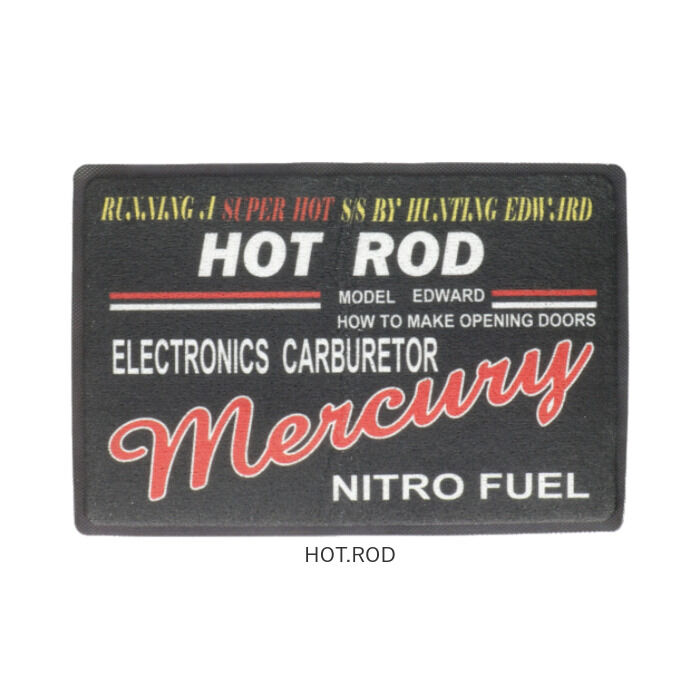 RUNNING A SUPER HOT S/S BY HUNTING EDWARD
HOT ROD
MODEL EDWARD
HOW TO MAKE OPENING DOORS
ELECTRONICS CARBURETOR
Mercury
NITRO FUEL
HOT.ROD